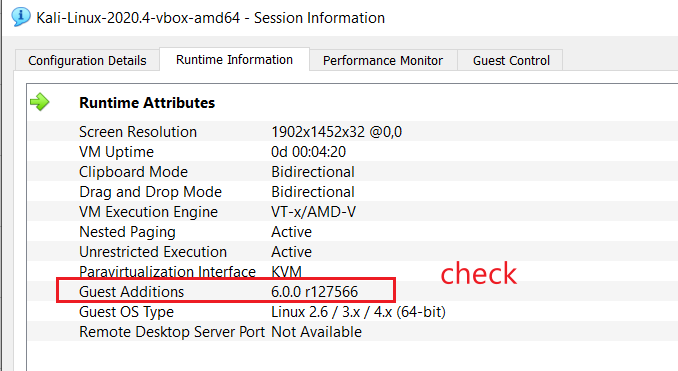 Kali-Linux-2020.4-vbox-amd64 - Session Information
Configuration Details Runtime Information Performance Monitor Guest Control
Runtime Attributes
Screen Resolution 1902x1452x32 @0,0
VM Uptime 0d 00:04:20
Clipboard Mode Bidirectional
Drag and Drop Mode Bidirectional
VM Execution Engine VT-x/AMD-V
Nested Paging Active
Unrestricted Execution Active
Paravirtualization Interface KVM
check
Guest Additions 6.0.0 r127566
Guest OS Type Linux 2.6 / 3.x / 4.x (64-bit)
Remote Desktop Server Port Not Available